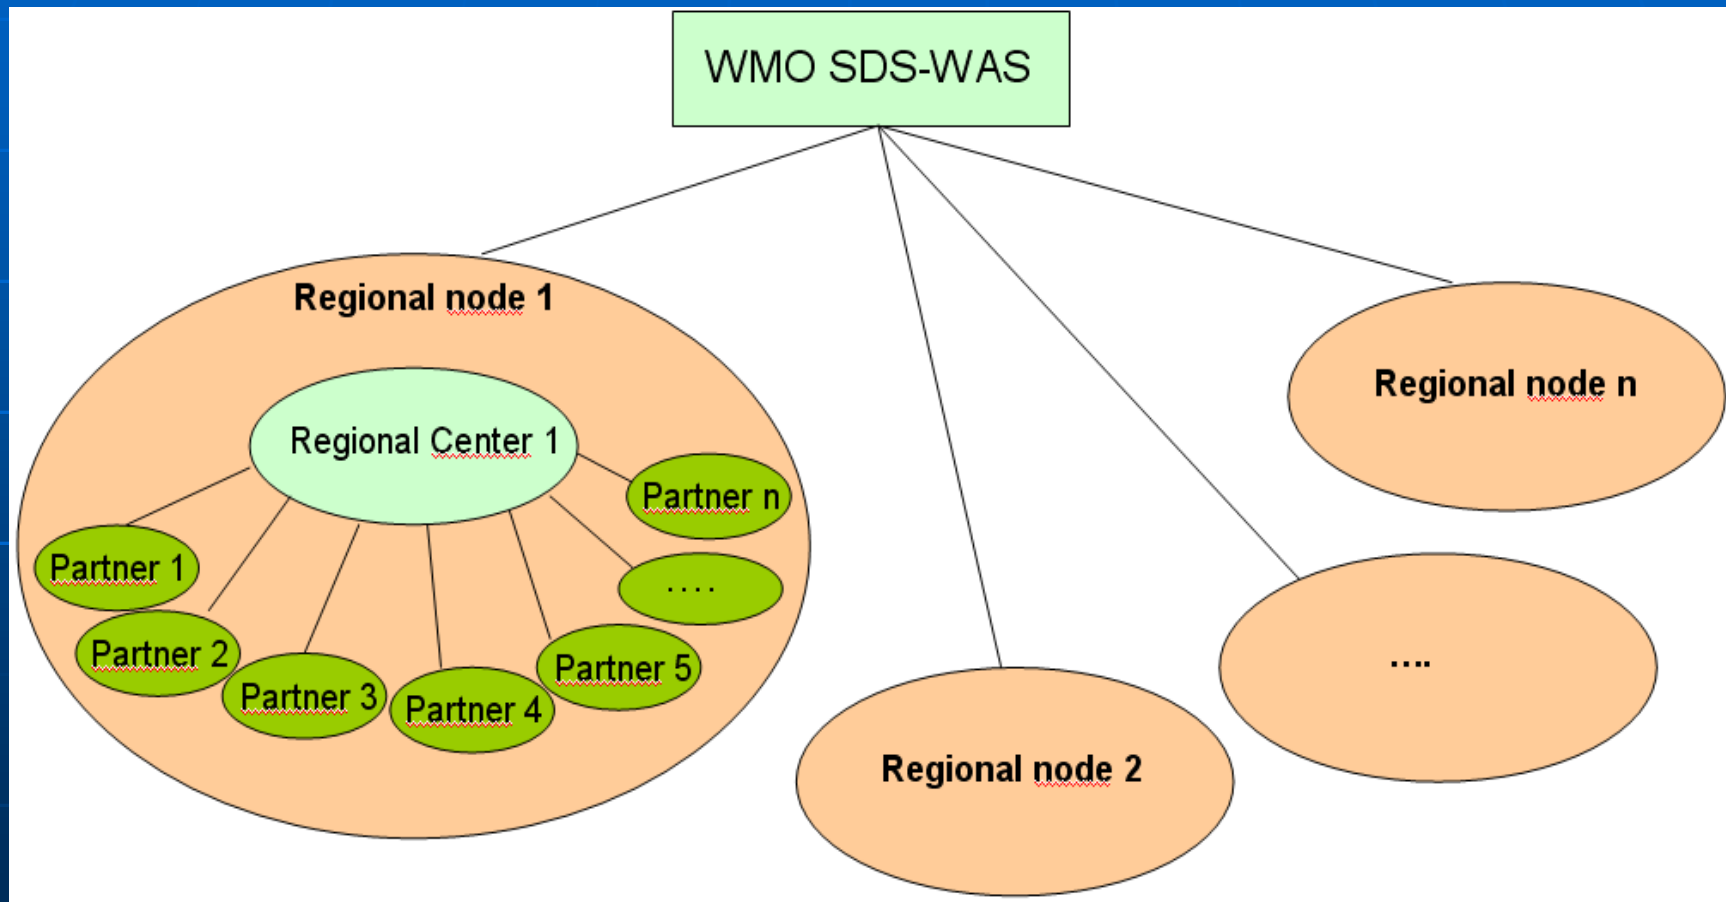 WMO SDS-WAS
Regional node 1
Regional Center 1
Partner 1
Partner 2
Partner 3
Partner 4
Partner 5
....
Partner n
Regional node 2
....
Regional node n